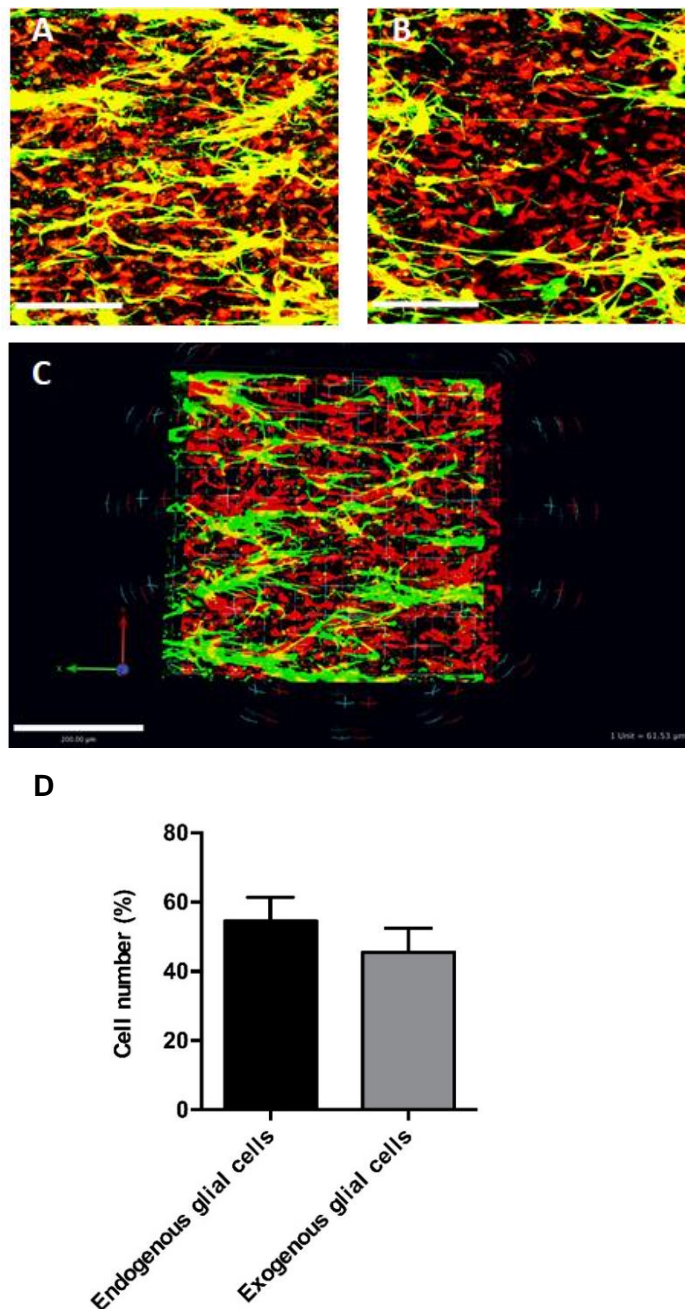 A
B
C
X
200.00 µm
1 Unit = 61.53 µm
D
80
60
40
20
0
Cell number (%)
Endogenous glial cells
Exogenous glial cells